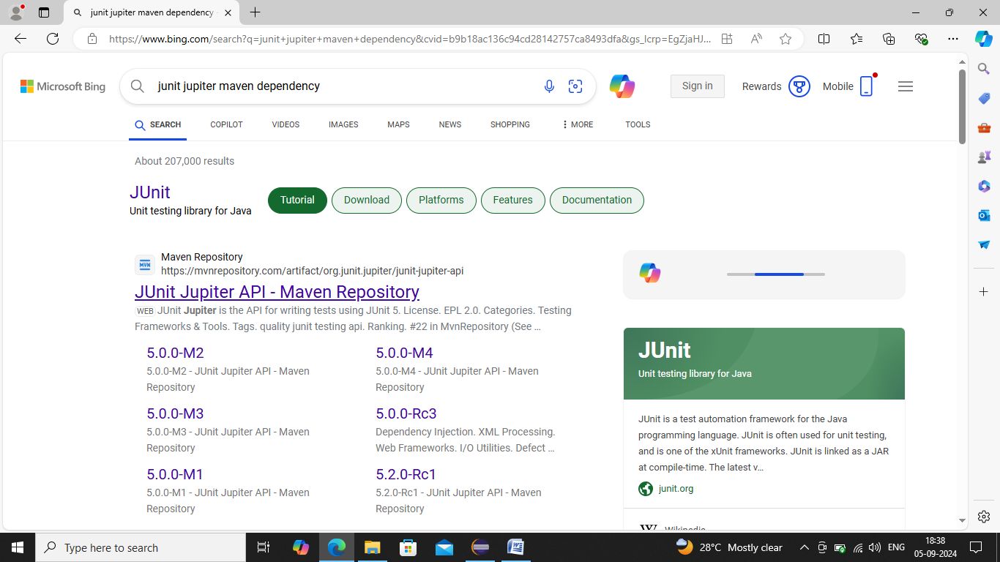 junit jupiter maven dependency
https://www.bing.com/search?q=junit+jupiter+maven+dependency&cvid=b9b18ac136c94cd28142757ca8493dfa&gs_lcrp=EgZjaHJ...
Microsoft Bing
junit jupiter maven dependency
Sign in
Rewards
Mobile
SEARCH
COPILOT
VIDEOS
IMAGES
MAPS
NEWS
SHOPPING
MORE
TOOLS
About 207,000 results
JUnit
Unit testing library for Java
Tutorial
Download
Platforms
Features
Documentation
MVN
Maven Repository
https://mvnrepository.com/artifact/org.junit.jupiter/junit-jupiter-api
JUnit Jupiter API - Maven Repository
WEB JUnit Jupiter is the API for writing tests using JUnit 5. License. EPL 2.0. Categories. Testing
Frameworks & Tools. Tags. quality junit testing api. Ranking. #22 in MvnRepository (See ...
5.0.0-M2
5.0.0-M2 - JUnit Jupiter API - Maven
Repository
5.0.0-M4
5.0.0-M4 - JUnit Jupiter API - Maven
Repository
5.0.0-M3
5.0.0-M3 - JUnit Jupiter API - Maven
Repository
5.0.0-Rc3
Dependency Injection. XML Processing.
Web Frameworks. I/O Utilities. Defect ...
5.0.0-M1
5.0.0-M1 - JUnit Jupiter API - Maven
Repository
5.2.0-Rc1
5.2.0-Rc1 - JUnit Jupiter API - Maven
Repository
JUnit
Unit testing library for Java
JUnit is a test automation framework for the Java
programming language. JUnit is often used for unit testing,
and is one of the xUnit frameworks. JUnit is linked as a JAR
at compile-time. The latest v...
junit.org
W Wikipedia
Type here to search
28°C Mostly clear
ENG
18:38
05-09-2024